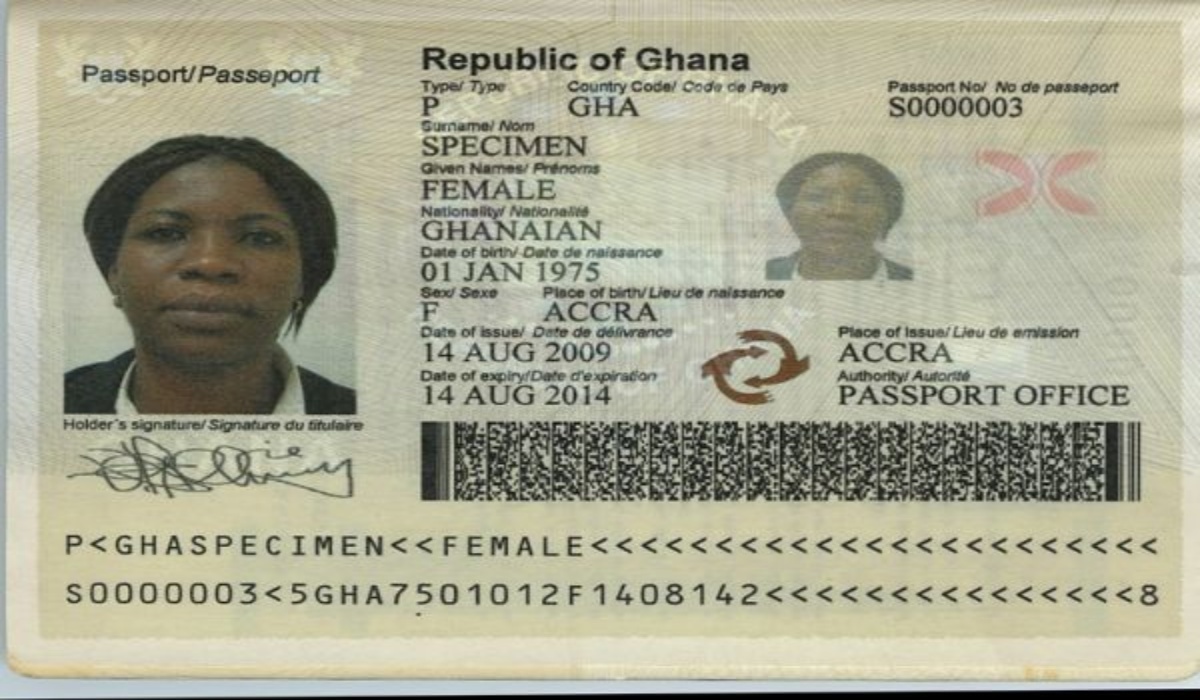 Passport/Passeport
Republic of Ghana
Type/ Type Country Code/ Code de Pays Passport No/ No de passeport
P GHA S0000003
Surname/ Nom
SPECIMEN
Given Names/ Prénoms
FEMALE
Nationality/ Nationalité
GHANAIAN
Date of birth/ Date de naissance
01 JAN 1975
Sex/ Sexe Place of birth/ Lieu de naissance
F ACCRA
Date of issue/ Date de délivrance Place of Issue/ Lieu de emission
14 AUG 2009 ACCRA
Date of expiry/Date d'expiration Authority/ Autorité
14 AUG 2014 PASSPORT OFFICE
Holder's signature/ Signature du titulaire
P<GHASPECIMEN<<FEMALE<<<<<<<<<<<<<<<<<<<<<<<
S0000003<5GHA7501012F1408142<<<<<<<<<<<<<<<8